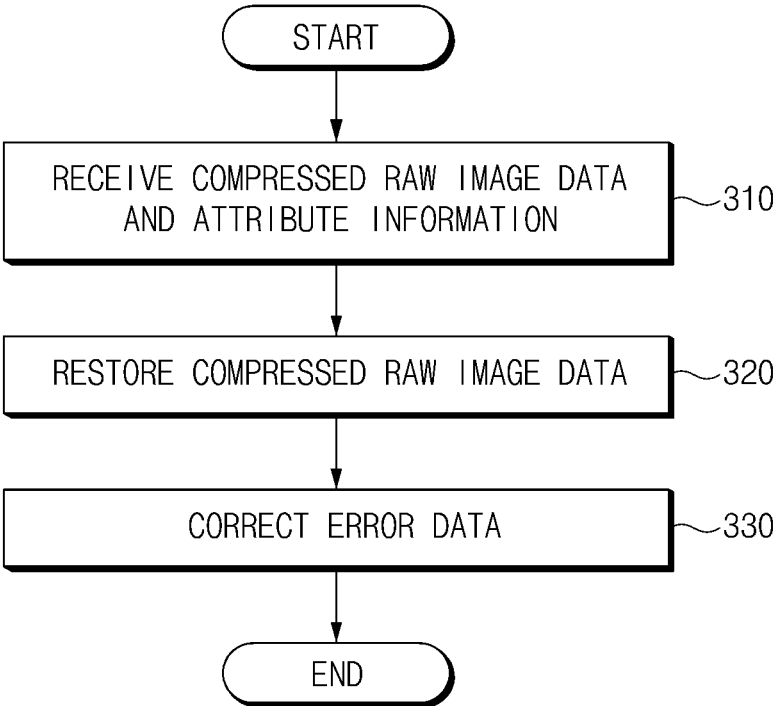 START
RECEIVE COMPRESSED RAW IMAGE DATA
AND ATTRIBUTE INFORMATION
310
RESTORE COMPRESSED RAW IMAGE DATA
320
CORRECT ERROR DATA
330
END